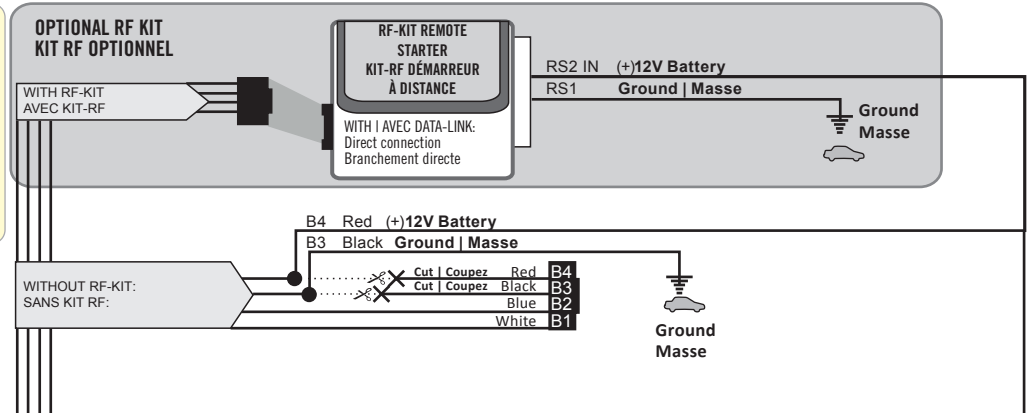 OPTIONAL RF KIT
KIT RF OPTIONNEL
RF-KIT REMOTE
STARTER
KIT-RF DÉMARREUR
À DISTANCE
WITH | AVEC DATA-LINK:
Direct connection
Branchement directe
WITH RF-KIT
AVEC KIT-RF
RS2 IN (+)12V Battery
RS1 Ground | Masse
Ground
Masse
B4 Red (+)12V Battery
B3 Black Ground | Masse
WITHOUT RF-KIT:
SANS KIT RF:
Cut | Coupez Red B4
Cut | Coupez Black B3
Blue B2
White B1
Ground
Masse